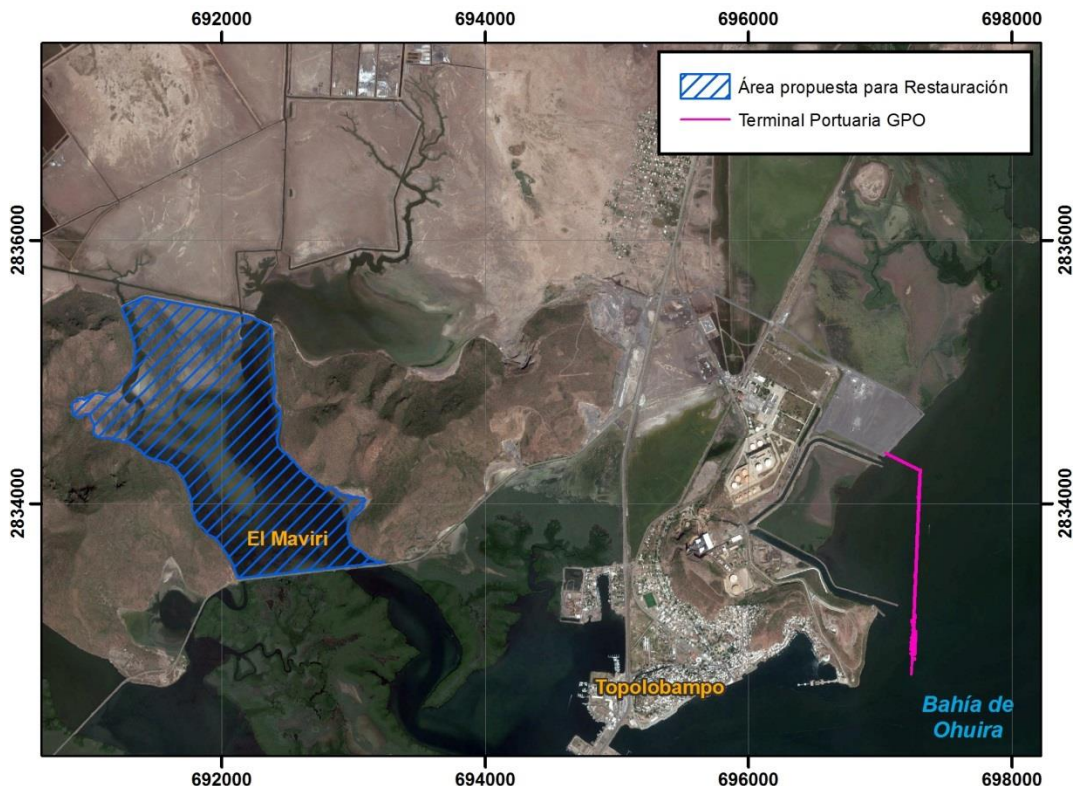 692000 694000 696000 698000
Área propuesta para Restauración
Terminal Portuaria GPO
2836000 2836000
2834000 2834000
El Maviri
Topolobampo
Bahía de
Ohuira
692000 694000 696000 698000